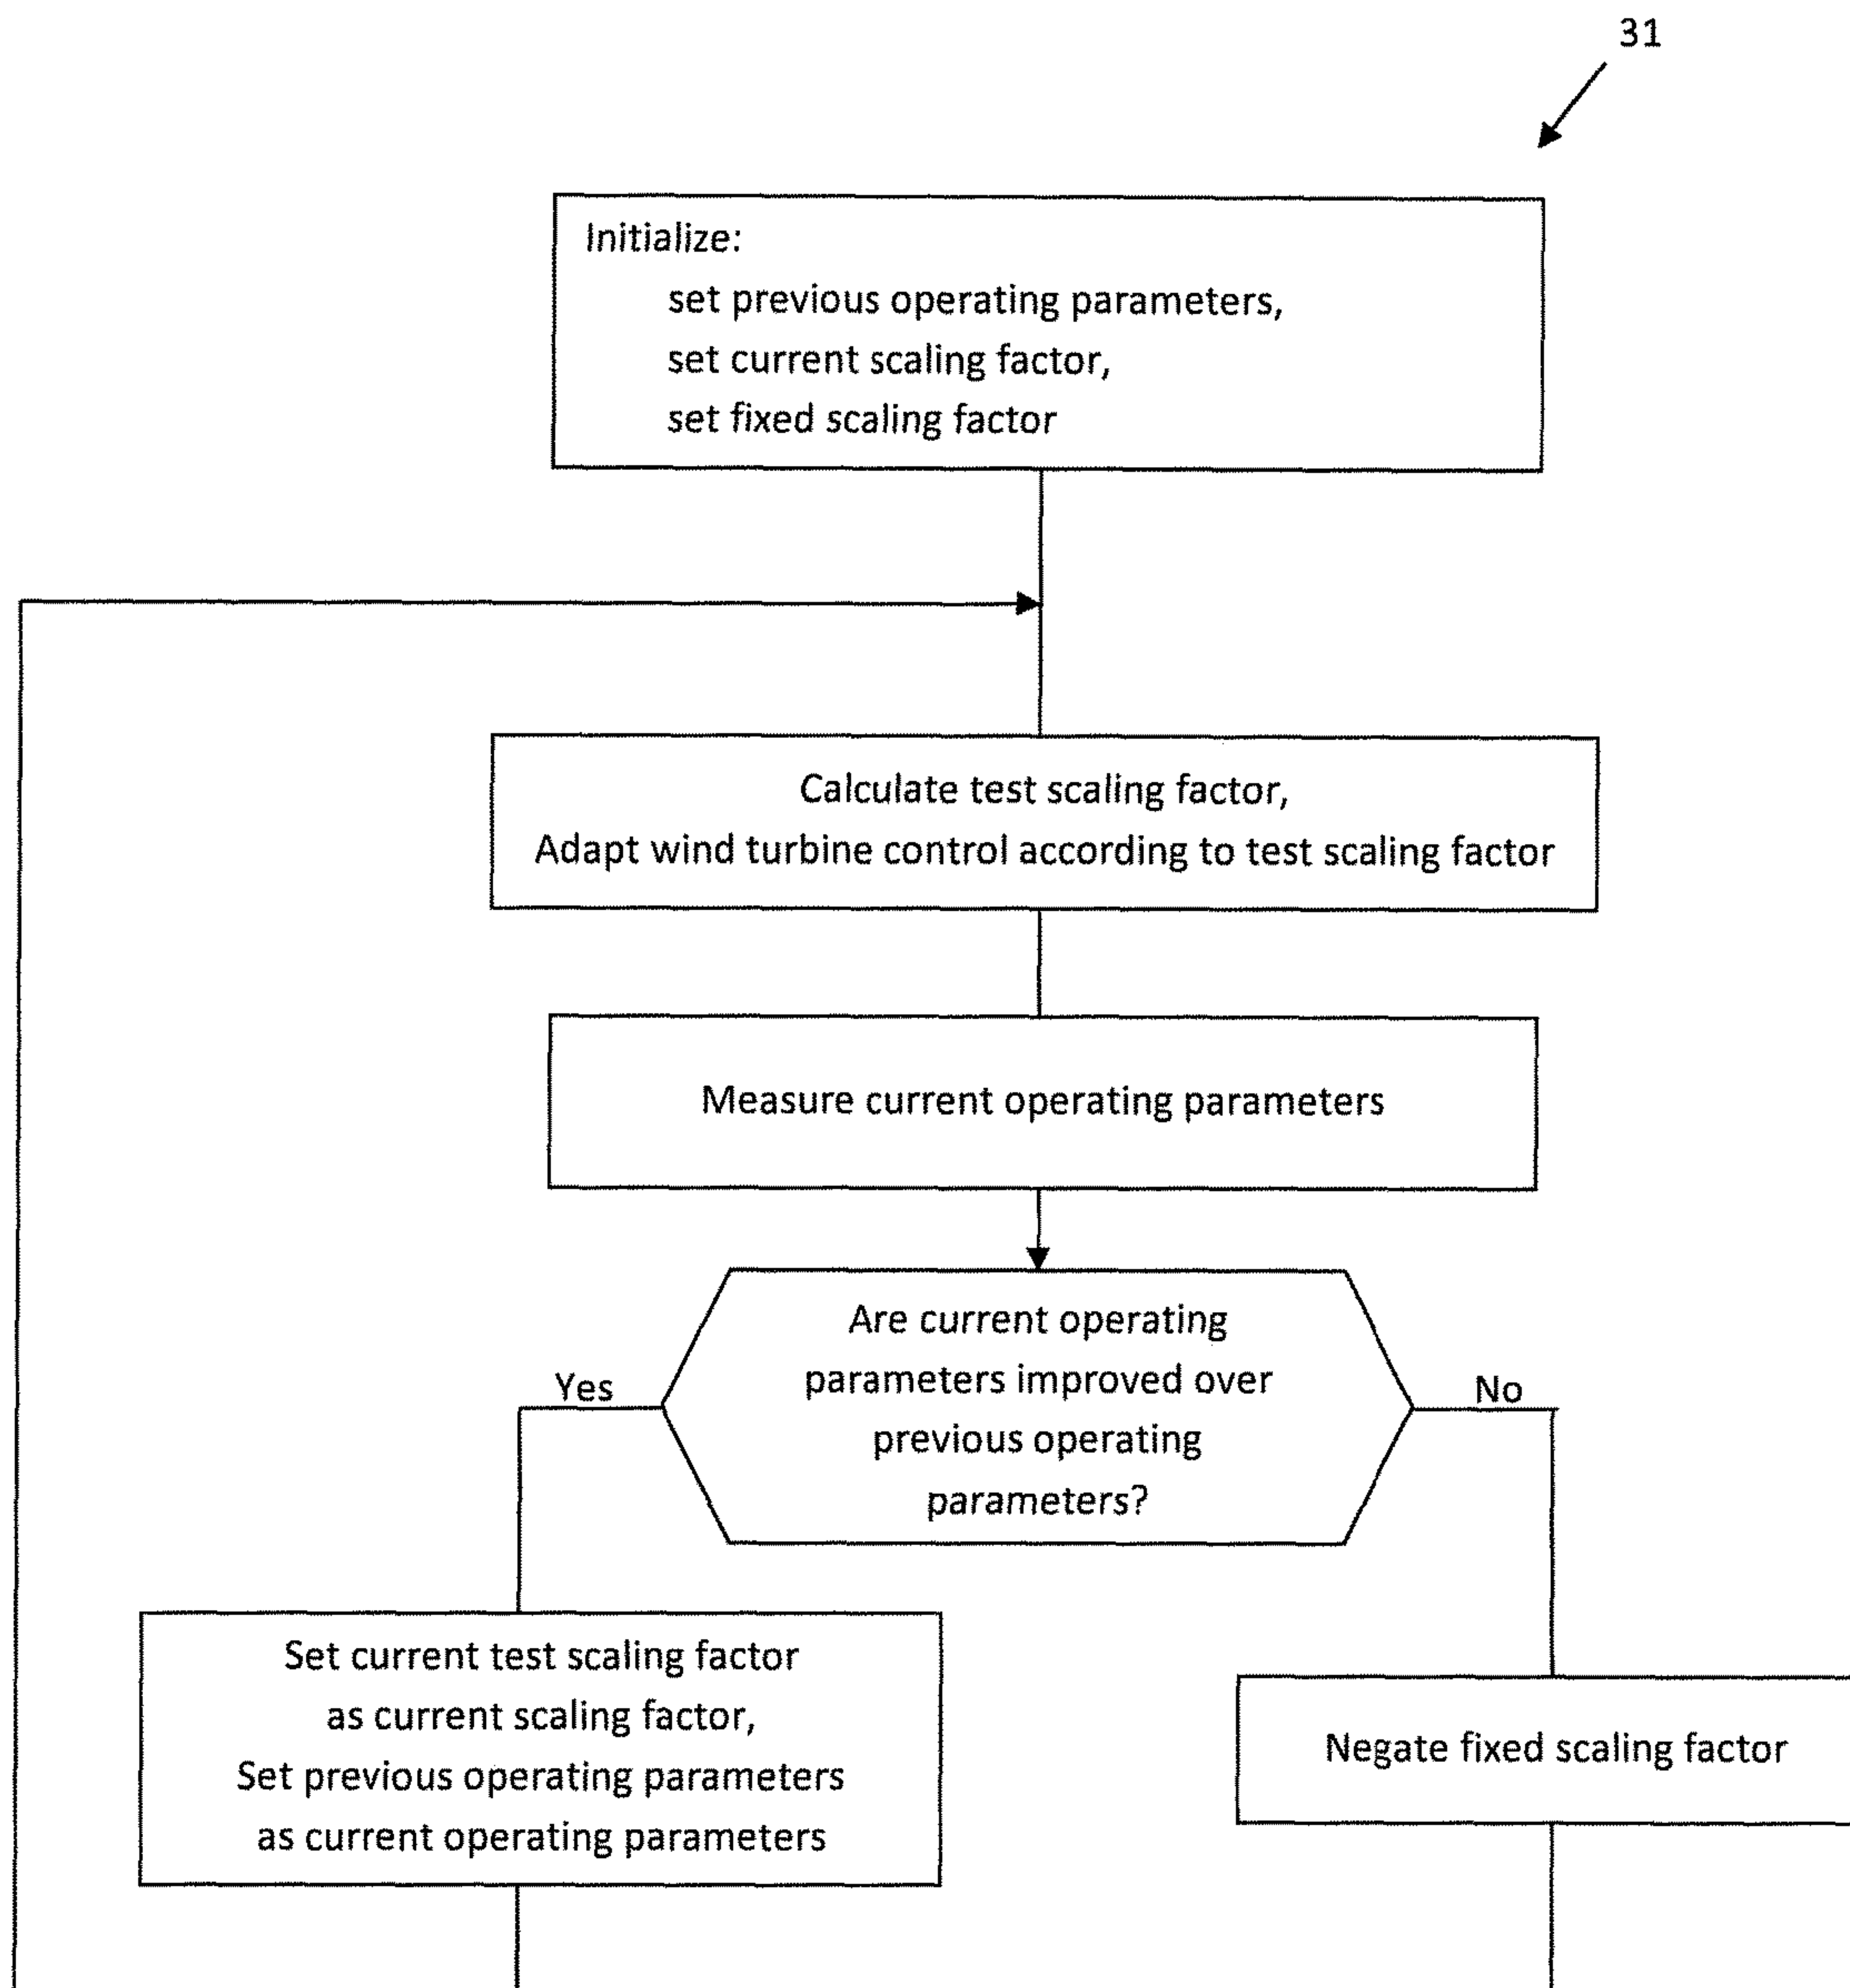 31
Initialize:
set previous operating parameters,
set current scaling factor,
set fixed scaling factor
Calculate test scaling factor,
Adapt wind turbine control according to test scaling factor
Measure current operating parameters
Are current operating
parameters improved over
previous operating
parameters?
Yes
No
Set current test scaling factor
as current scaling factor,
Set previous operating parameters
as current operating parameters
Negate fixed scaling factor